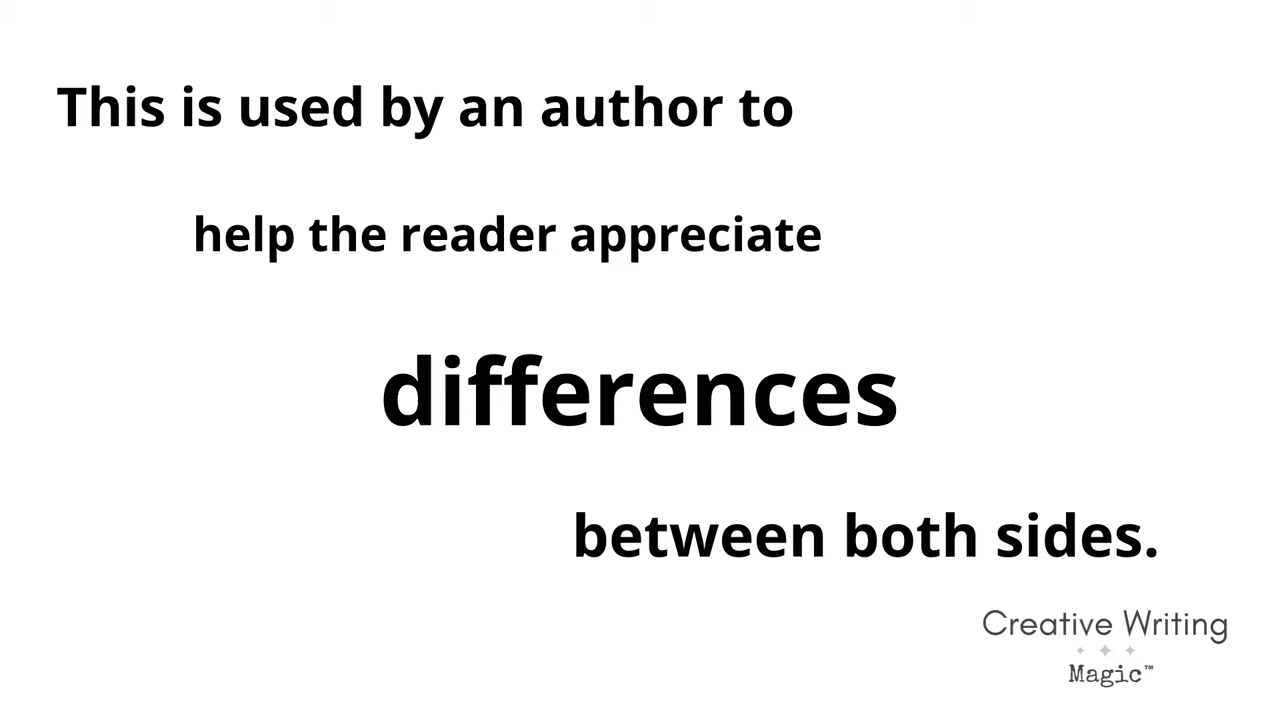 This is used by an author to
help the reader appreciate
differences
between both sides.
Creative Writing
Magic™